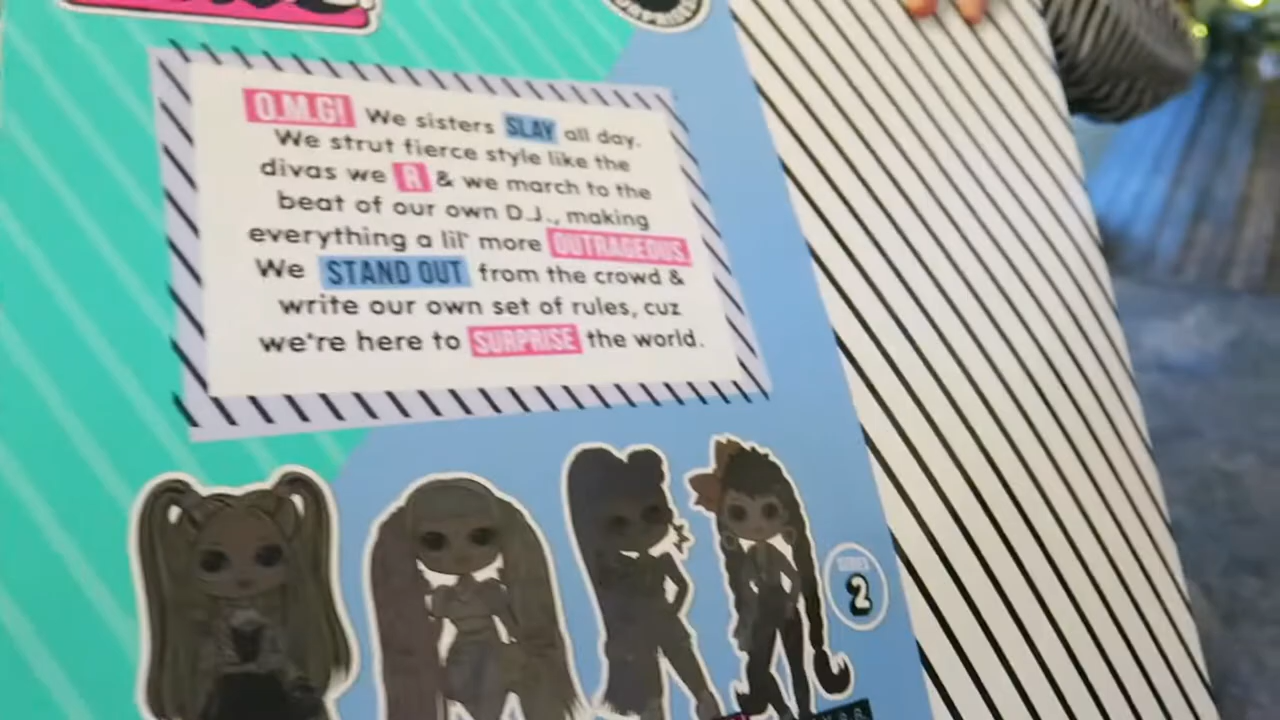 SURPRISE
O.M.G! We sisters SLAY all day.
We strut fierce style like the
divas we R & we march to the
beat of our own D.J., making
everything a lil' more OUTRAGEOUS.
We STAND OUT from the crowd &
write our own set of rules, cuz
we're here to SURPRISE the world.
SERIES
2